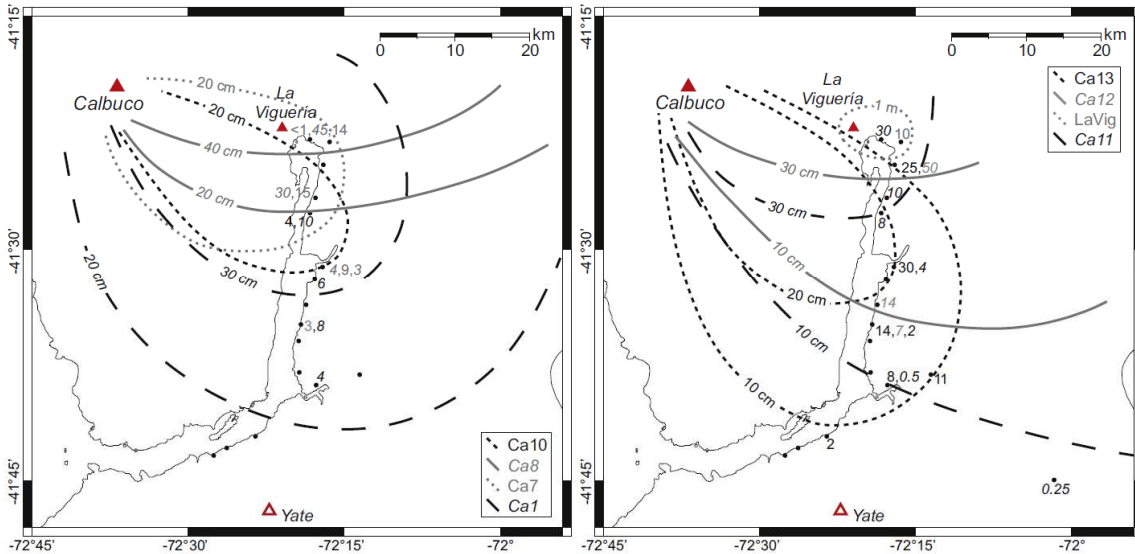 -41°15'
-41°30'
-41°45'
-72°45'
-72°30'
-72°15'
-72°
km
0
10
20
Calbuco
La
Viguería
20 cm
20 cm
40 cm
20 cm
20 cm
30 cm
<1,45,14
30,15
4,10
4,9,3
6
3,8
4
Yate
Ca10
Ca8
Ca7
Ca1
-41°15'
-41°30'
-41°45'
-72°45'
-72°30'
-72°15'
-72°
km
0
10
20
Calbuco
La
Viguería
1 m
30 10
25,50
30 cm
10
30 cm
8
10 cm
30,4
20 cm
14
14,7,2
10 cm
8,0.5
11
10 cm
2
0.25
Yate
Ca13
Ca12
LaVig
Ca11